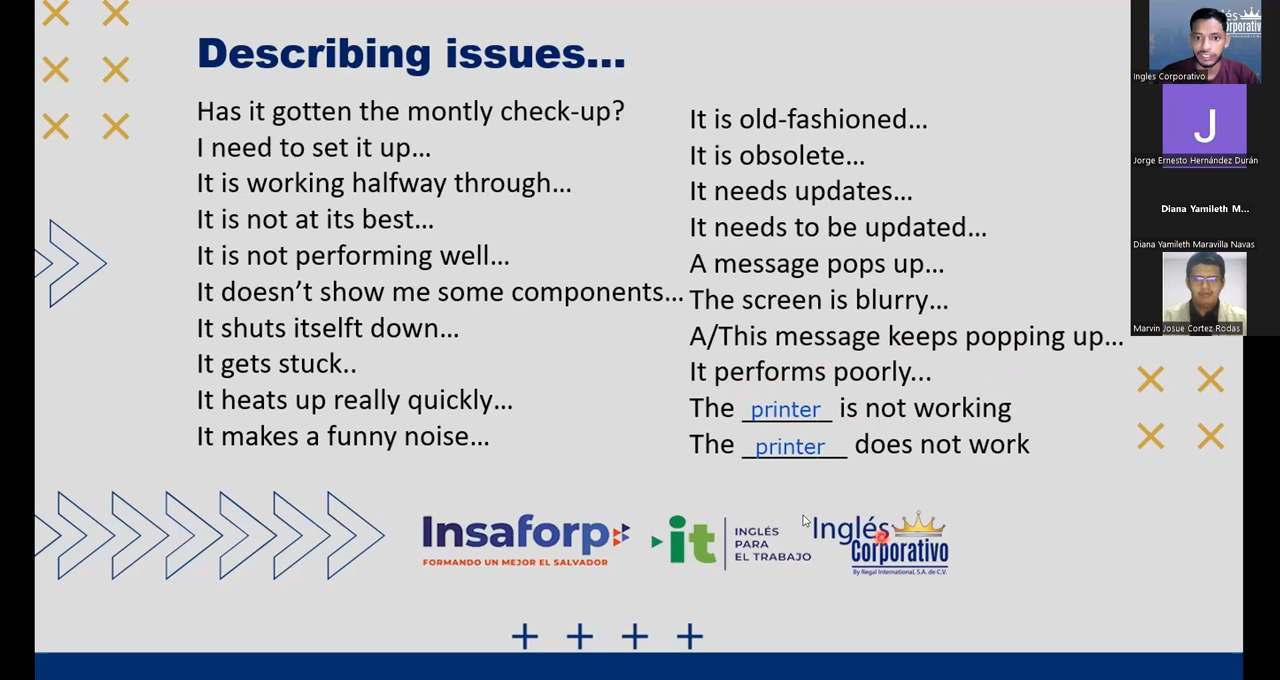 Describing issues...
Has it gotten the montly check-up?
I need to set it up...
It is working halfway through...
It is not at its best...
It is not performing well...
It doesn't show me some components...
It shuts itselft down...
It gets stuck..
It heats up really quickly...
It makes a funny noise...
It is old-fashioned...
It is obsolete...
It needs updates...
It needs to be updated...
A message pops up...
The screen is blurry...
A/This message keeps popping up...
It performs poorly...
The printer is not working
The printer does not work
Insaforp
FORMANDO UN MEJOR EL SALVADOR
it
INGLÉS
PARA
EL TRABAJO
Inglés
Corporativo
By Regal International, S.A. de C.V.
Ingles Corporativo
J
Jorge Ernesto Hernández Durán
Diana Yamileth M...
Diana Yamileth Maravilla Navas
Marvin Josue Cortez Rodas